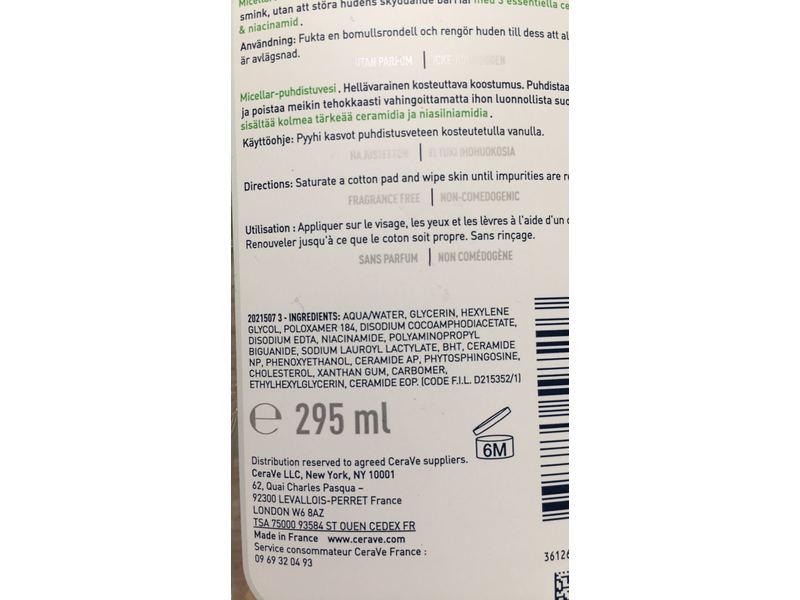 smink, utan att störa hudens skyddande barriär med 3 essentiella ce
& niacinamid.
Användning: Fukta en bomullsrondell och rengör huden till dess att al
är avlägsnad.
UTAN PARFUM
Micellar-puhdistuvesi. Hellävarainen kosteuttava koostumus. Puhdistaa
ja poistaa meikin tehokkaasti vahingoittamatta ihon luonnollista suo
sisältää kolmea tärkeää ceramidia ja niasiiniamidia.
Käyttöohje: Pyyhi kasvot puhdistusveteen kosteutetulla vanulla.
HAJUSTEETON | EI TUKI IHOHUOKOSIA
Directions: Saturate a cotton pad and wipe skin until impurities are r
FRAGRANCE FREE | NON-COMEDOGENIC
Utilisation : Appliquer sur le visage, les yeux et les lèvres à l'aide d'un c
Renouveler jusqu'à ce que le coton soit propre. Sans rinçage.
SANS PARFUM | NON COMÉDOGÈNE
2021507 3 - INGREDIENTS: AQUA/WATER, GLYCERIN, HEXYLENE
GLYCOL, POLOXAMER 184, DISODIUM COCOAMPHODIACETATE,
DISODIUM EDTA, NIACINAMIDE, POLYAMINOPROPYL
BIGUANIDE, SODIUM LAUROYL LACTYLATE, BHT, CERAMIDE
NP, PHENOXYETHANOL, CERAMIDE AP, PHYTOSPHINGOSINE,
CHOLESTEROL, XANTHAN GUM, CARBOMER,
ETHYLHEXYLGLYCERIN, CERAMIDE EOP. (CODE F.I.L. D215352/1)
℮ 295 ml
6M
Distribution reserved to agreed CeraVe suppliers.
CeraVe LLC, New York, NY 10001
62, Quai Charles Pasqua –
92300 LEVALLOIS-PERRET France
LONDON W6 8AZ
TSA 75000 93584 ST OUEN CEDEX FR
Made in France www.cerave.com
Service consommateur CeraVe France :
09 69 32 04 93
36126